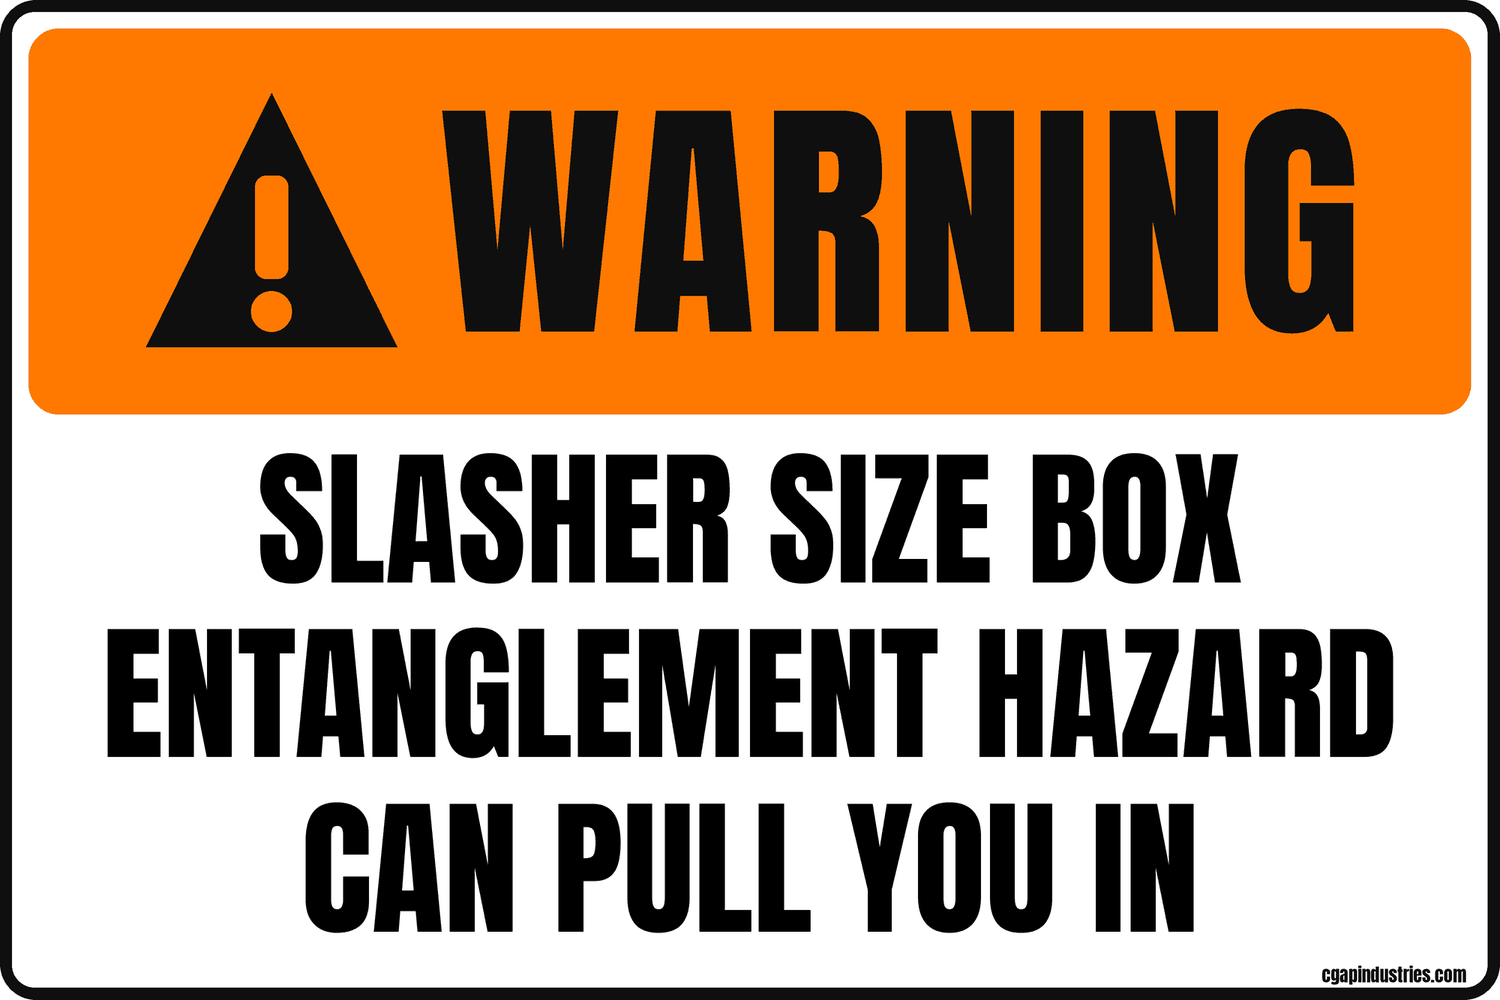 WARNING
SLASHER SIZE BOX
ENTANGLEMENT HAZARD
CAN PULL YOU IN
cgapindustries.com